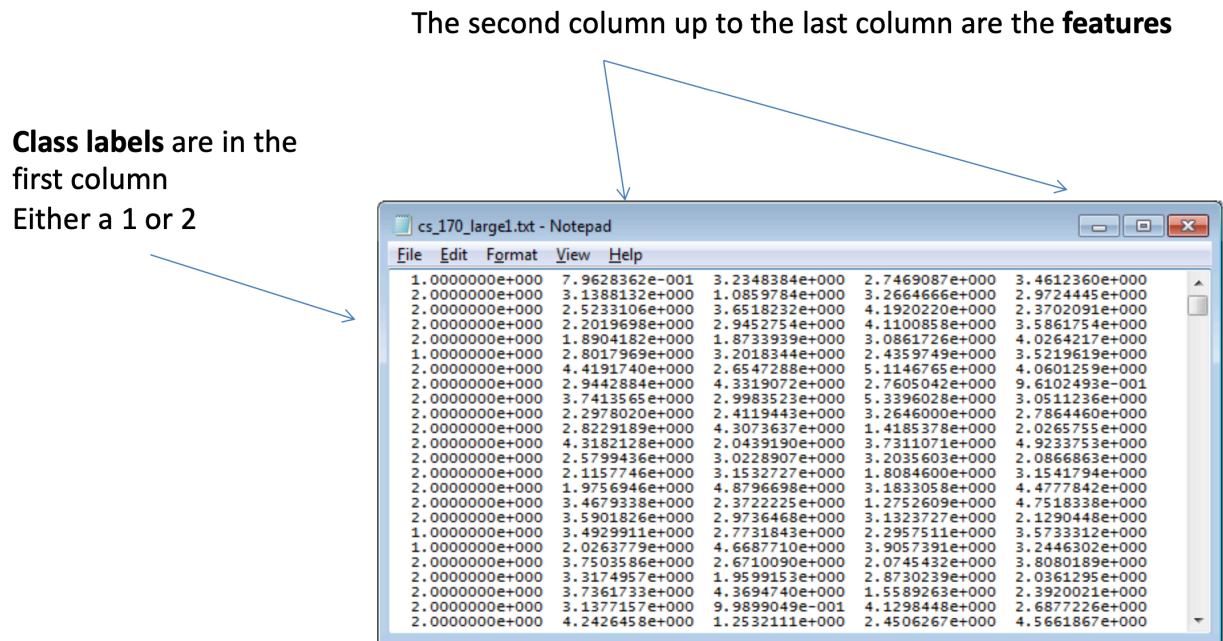 The second column up to the last column are the features
Class labels are in the
first column
Either a 1 or 2
cs_170_large1.txt - Notepad
File Edit Format View Help
1.0000000e+000 7.9628362e-001 3.2348384e+000 2.7469087e+000 3.4612360e+000
2.0000000e+000 3.1388132e+000 1.0859784e+000 3.2664666e+000 2.9724445e+000
2.0000000e+000 2.5233106e+000 3.6518232e+000 4.1920220e+000 2.3702091e+000
2.0000000e+000 2.2019698e+000 2.9452754e+000 4.1100858e+000 3.5861754e+000
2.0000000e+000 1.8904182e+000 1.8733939e+000 3.0861726e+000 4.0264217e+000
1.0000000e+000 2.8017969e+000 3.2018344e+000 2.4359749e+000 3.5219619e+000
2.0000000e+000 4.4191740e+000 2.6547288e+000 5.1146765e+000 4.0601259e+000
2.0000000e+000 2.9442884e+000 4.3319072e+000 2.7605042e+000 9.6102493e-001
2.0000000e+000 3.7413565e+000 2.9983523e+000 5.3396028e+000 3.0511236e+000
2.0000000e+000 2.2978020e+000 2.4119443e+000 3.2646000e+000 2.7864460e+000
2.0000000e+000 2.8229189e+000 4.3073637e+000 1.4185378e+000 2.0265755e+000
2.0000000e+000 4.3182128e+000 2.0439190e+000 3.7311071e+000 4.9233753e+000
2.0000000e+000 2.5799436e+000 3.0228907e+000 3.2035603e+000 2.0866863e+000
2.0000000e+000 2.1157746e+000 3.1532727e+000 1.8084600e+000 3.1541794e+000
2.0000000e+000 1.9756946e+000 4.8796698e+000 3.1833058e+000 4.4777842e+000
2.0000000e+000 3.4679338e+000 2.3722225e+000 1.2752609e+000 4.7518338e+000
2.0000000e+000 3.5901826e+000 2.9736468e+000 3.1323727e+000 2.1290448e+000
1.0000000e+000 3.4929911e+000 2.7731843e+000 2.2957511e+000 3.5733312e+000
1.0000000e+000 2.0263779e+000 4.6687710e+000 3.9057391e+000 3.2446302e+000
2.0000000e+000 3.7503586e+000 2.6710090e+000 2.0745432e+000 3.8080189e+000
2.0000000e+000 3.3174957e+000 1.9599153e+000 2.8730239e+000 2.0361295e+000
2.0000000e+000 3.7361733e+000 4.3694740e+000 1.5589263e+000 2.3920021e+000
2.0000000e+000 3.1377157e+000 9.9899049e-001 4.1298448e+000 2.6877226e+000
2.0000000e+000 4.2426458e+000 1.2532111e+000 2.4506267e+000 4.5661867e+000